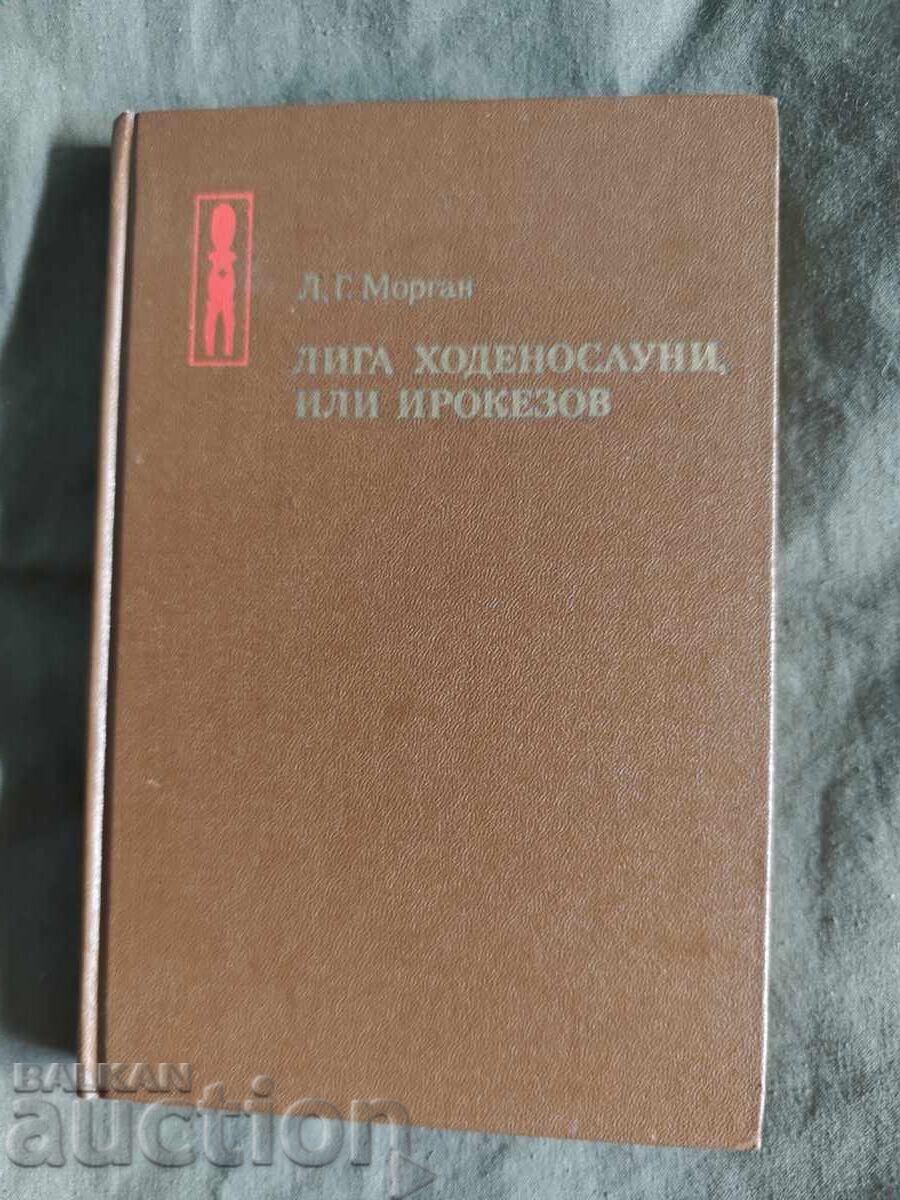 Л. Г. Морган
ЛИГА ХОДЕНОСАУНИ,
ИЛИ ИРОКЕЗОВ
BALKAN
auction